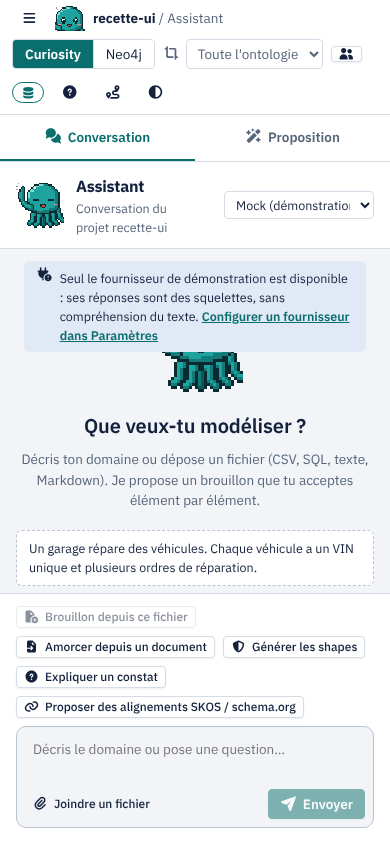 recette-ui / Assistant
Curiosity
Neo4j
Toute l'ontologie
Conversation
Proposition
Assistant
Conversation du
projet recette-ui
Mock (démonstration
Seul le fournisseur de démonstration est disponible
: ses réponses sont des squelettes, sans
compréhension du texte. Configurer un fournisseur
dans Paramètres
Que veux-tu modéliser ?
Décris ton domaine ou dépose un fichier (CSV, SQL, texte,
Markdown). Je propose un brouillon que tu acceptes
élément par élément.
Un garage répare des véhicules. Chaque véhicule a un VIN
unique et plusieurs ordres de réparation.
Brouillon depuis ce fichier
Amorcer depuis un document
Générer les shapes
Expliquer un constat
Proposer des alignements SKOS / schema.org
Décris le domaine ou pose une question...
Joindre un fichier
Envoyer